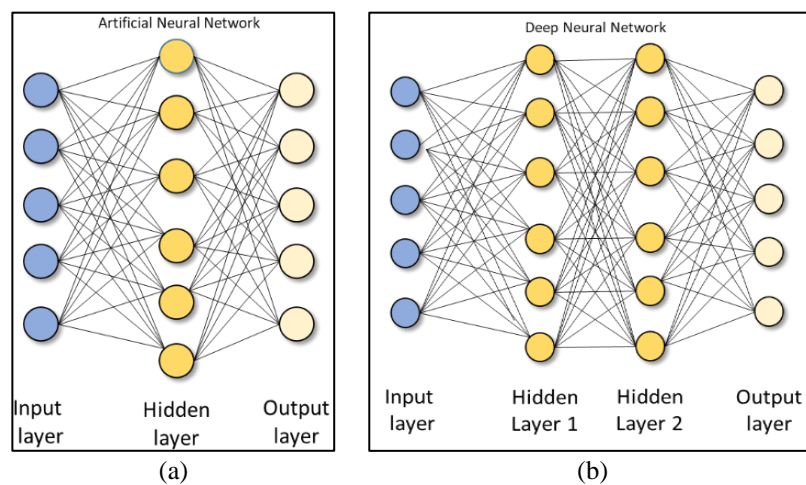 Artificial Neural Network
Input
layer
Hidden
layer
Output
layer
(a)
Deep Neural Network
Input
layer
Hidden
Layer 1
Hidden
Layer 2
Output
layer
(b)